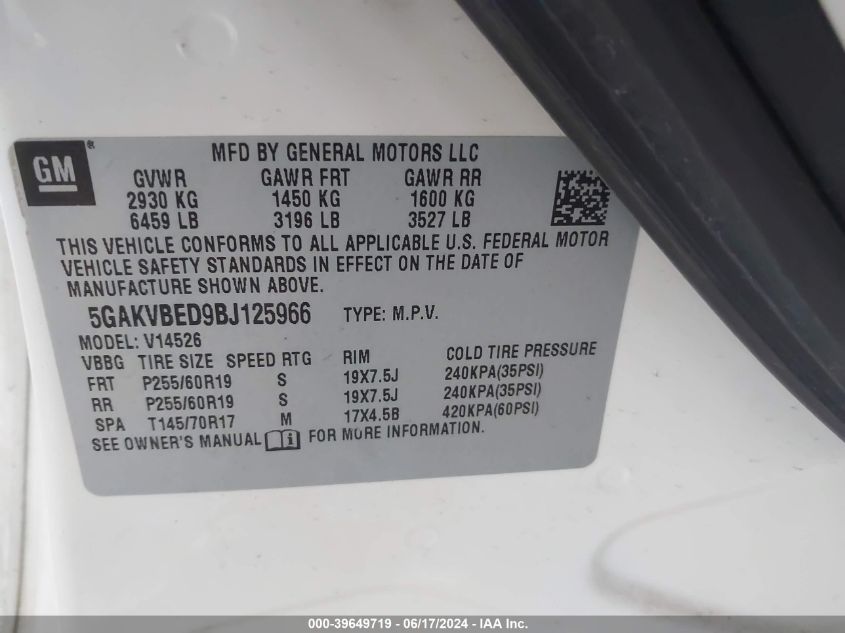 GM®
MFD BY GENERAL MOTORS LLC
GVWR GAWR FRT GAWR RR
2930 KG 1450 KG 1600 KG
6459 LB 3196 LB 3527 LB
THIS VEHICLE CONFORMS TO ALL APPLICABLE U.S. FEDERAL MOTOR
VEHICLE SAFETY STANDARDS IN EFFECT ON THE DATE OF
MANUFACTURE SHOWN ABOVE.
5GAKVBED9BJ125966 TYPE: M.P.V.
MODEL: V14526
VBBG TIRE SIZE SPEED RTG RIM COLD TIRE PRESSURE
FRT P255/60R19 S 19X7.5J 240KPA(35PSI)
RR P255/60R19 S 19X7.5J 240KPA(35PSI)
SPA T145/70R17 M 17X4.5B 420KPA(60PSI)
SEE OWNER'S MANUAL i FOR MORE INFORMATION.
000-39649719 - 06/17/2024 - IAA Inc.